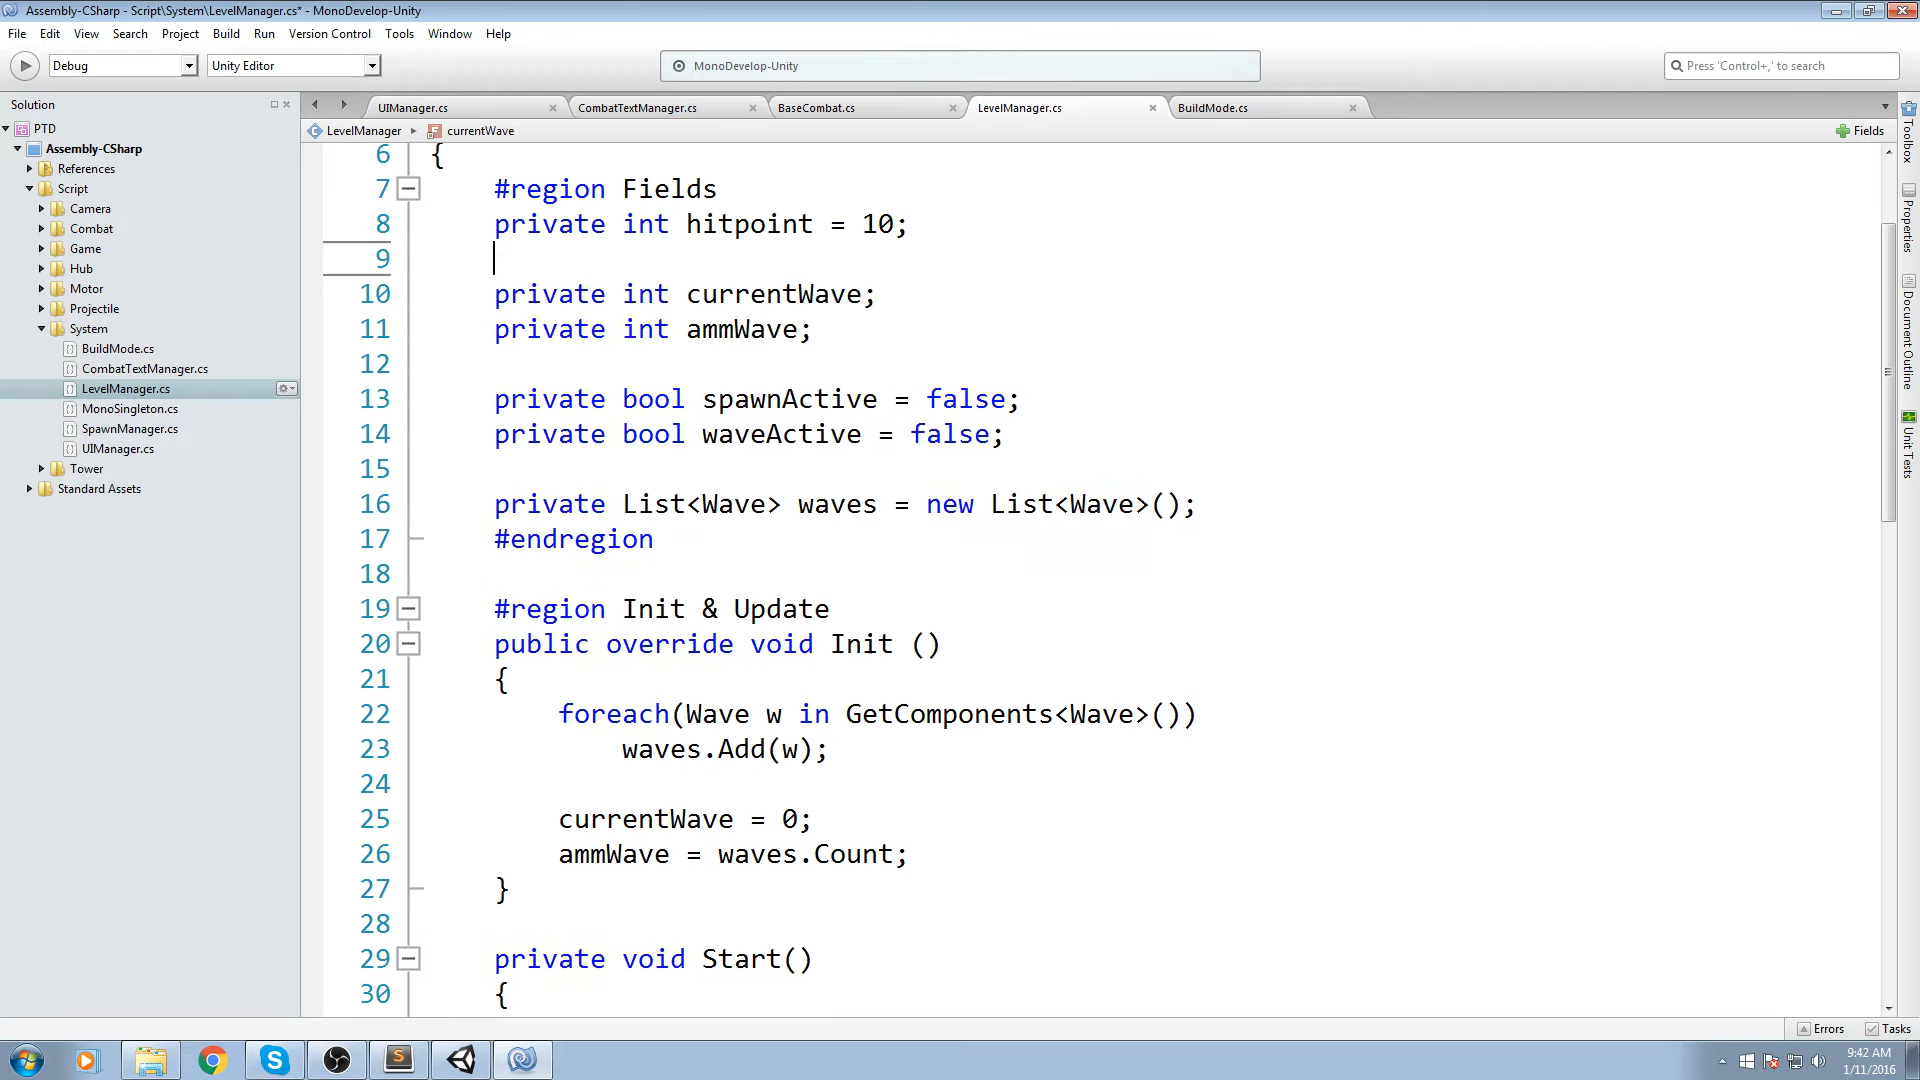 Assembly-CSharp - Script\System\LevelManager.cs* - MonoDevelop-Unity
File Edit View Search Project Build Run Version Control Tools Window Help
Debug Unity Editor MonoDevelop-Unity Press 'Control+,' to search
Solution
PTD
Assembly-CSharp
References
Script
Camera
Combat
Game
Hub
Motor
Projectile
System
BuildMode.cs
CombatTextManager.cs
LevelManager.cs
MonoSingleton.cs
SpawnManager.cs
UIManager.cs
Tower
Standard Assets
UIManager.cs CombatTextManager.cs BaseCombat.cs LevelManager.cs BuildMode.cs
LevelManager currentWave Fields
6 {
7 #region Fields
8 private int hitpoint = 10;
9
10 private int currentWave;
11 private int ammWave;
12
13 private bool spawnActive = false;
14 private bool waveActive = false;
15
16 private List<Wave> waves = new List<Wave>();
17 #endregion
18
19 #region Init & Update
20 public override void Init ()
21 {
22 foreach(Wave w in GetComponents<Wave>())
23 waves.Add(w);
24
25 currentWave = 0;
26 ammWave = waves.Count;
27 }
28
29 private void Start()
30 {
Toolbox
Properties
Document Outline
Unit Tests
Errors Tasks
9:42 AM
1/11/2016